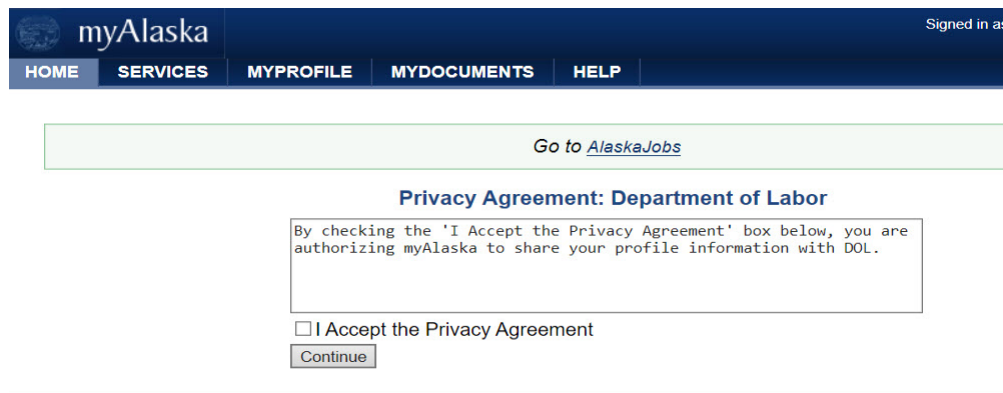 myAlaska
Signed in as
HOME SERVICES MYPROFILE MYDOCUMENTS HELP
Go to AlaskaJobs
Privacy Agreement: Department of Labor
By checking the 'I Accept the Privacy Agreement' box below, you are
authorizing myAlaska to share your profile information with DOL.
I Accept the Privacy Agreement
Continue